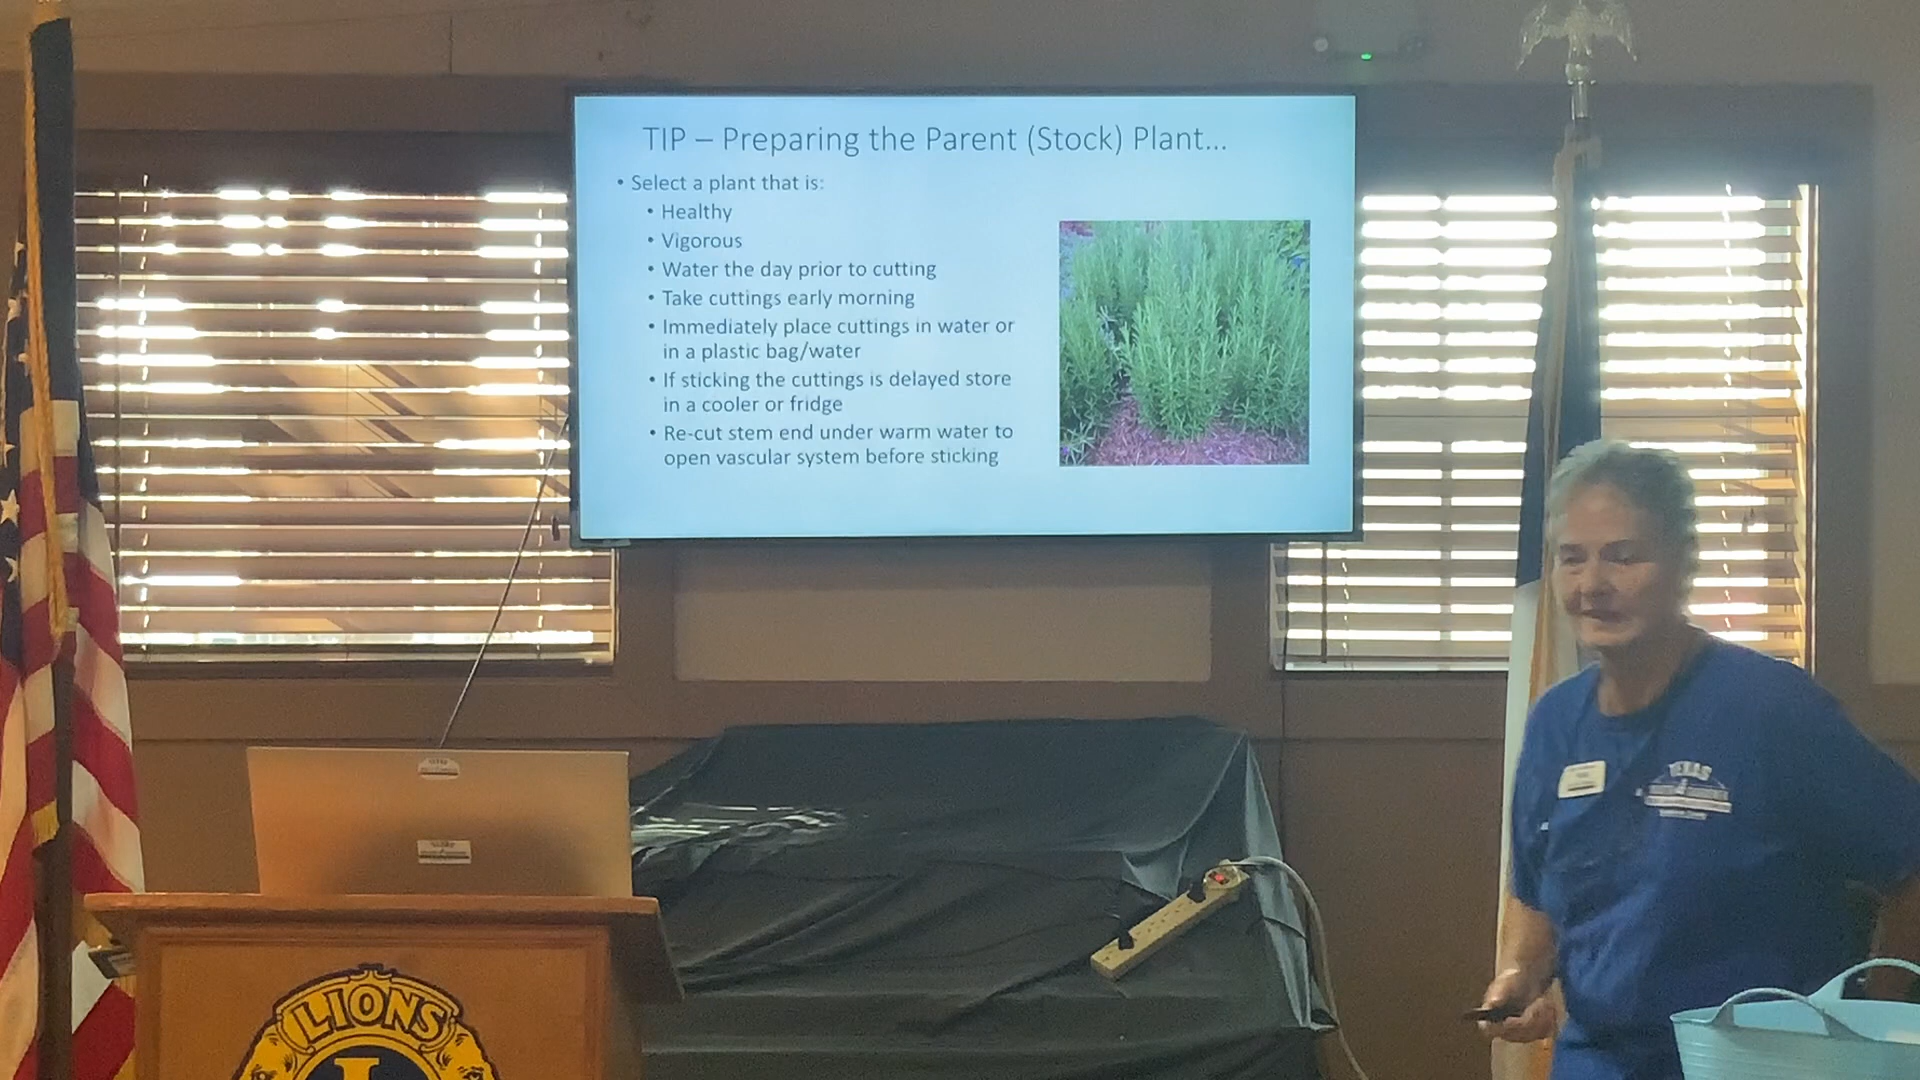 TIP – Preparing the Parent (Stock) Plant...
• Select a plant that is:
• Healthy
• Vigorous
• Water the day prior to cutting
• Take cuttings early morning
• Immediately place cuttings in water or
in a plastic bag/water
• If sticking the cuttings is delayed store
in a cooler or fridge
• Re-cut stem end under warm water to
open vascular system before sticking
TEXAS
LIONS
L